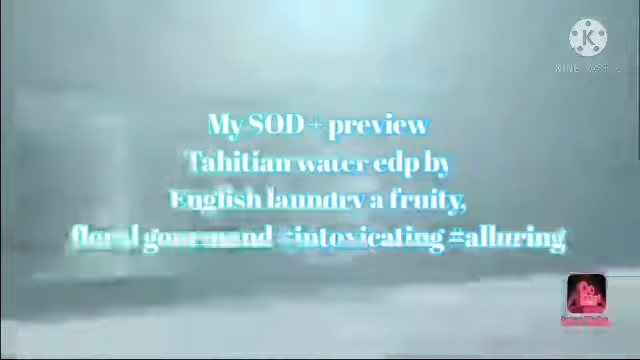 K
My SOD + preview
Tahitian water edp by
English laundry a fruity,
floral gourmand #intoxicating #alluring